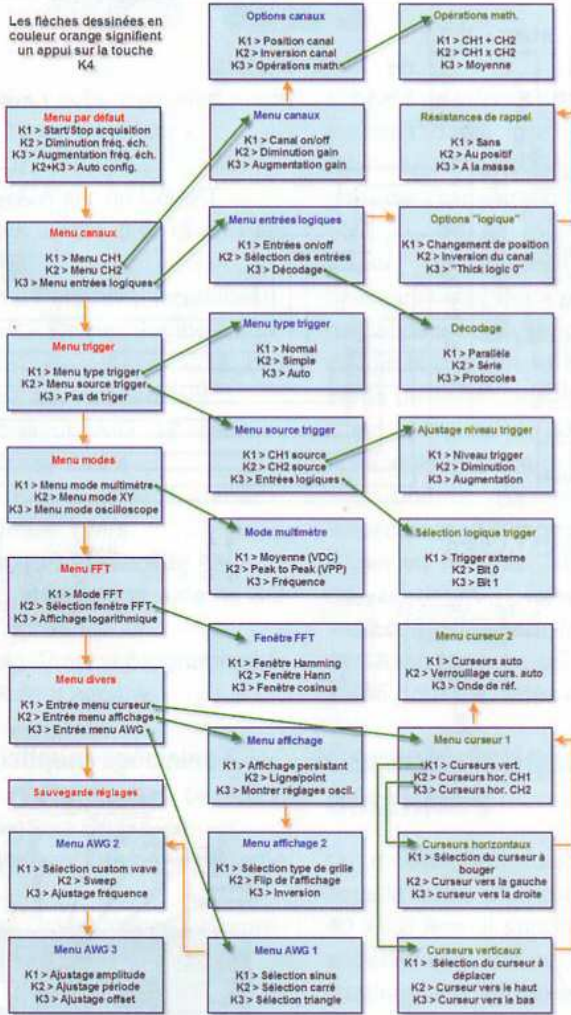 Les flèches dessinées en
couleur orange signifient
un appui sur la touche
K4
Options canaux
K1 > Position canal
K2 > Inversion canal
K3 > Opérations math.
Opérations math.
K1 > CH1 + CH2
K2 > CH1 x CH2
K3 > Moyenne
Menu par défaut
K1 > Start/Stop acquisition
K2 > Diminution fréq. éch.
K3 > Augmentation fréq. éch.
K2+K3 > Auto config.
Menu canaux
K1 > Canal on/off
K2 > Diminution gain
K3 > Augmentation gain
Résistances de rappel
K1 > Sans
K2 > Au positif
K3 > A la masse
Menu canaux
K1 > Menu CH1
K2 > Menu CH2
K3 > Menu entrées logiques
Menu entrées logiques
K1 > Entrées on/off
K2 > Sélection des entrées
K3 > Décodage
Options "logique"
K1 > Changement de position
K2 > Inversion du canal
K3 > "Thick logic 0"
Menu trigger
K1 > Menu type trigger
K2 > Menu source trigger
K3 > Pas de triger
Menu type trigger
K1 > Normal
K2 > Simple
K3 > Auto
Décodage
K1 > Parallèle
K2 > Série
K3 > Protocoles
Menu source trigger
K1 > CH1 source
K2 > CH2 source
K3 > Entrées logiques
Ajustage niveau trigger
K1 > Niveau trigger
K2 > Diminution
K3 > Augmentation
Menu modes
K1 > Menu mode multimètre
K2 > Menu mode XY
K3 > Menu mode oscilloscope
Mode multimètre
K1 > Moyenne (VDC)
K2 > Peak to Peak (VPP)
K3 > Fréquence
Sélection logique trigger
K1 > Trigger externe
K2 > Bit 0
K3 > Bit 1
Menu FFT
K1 > Mode FFT
K2 > Sélection fenêtre FFT
K3 > Affichage logarithmique
Fenêtre FFT
K1 > Fenêtre Hamming
K2 > Fenêtre Hann
K3 > Fenêtre cosinus
Menu curseur 2
K1 > Curseurs auto
K2 > Verrouillage curs. auto
K3 > Onde de réf.
Menu divers
K1 > Entrée menu curseur
K2 > Entrée menu affichage
K3 > Entrée menu AWG
Menu affichage
K1 > Affichage persistant
K2 > Ligne/point
K3 > Montrer réglages oscil.
Menu curseur 1
K1 > Curseurs vert.
K2 > Curseurs hor. CH1
K3 > Curseurs hor. CH2
Sauvegarde réglages
Menu AWG 2
K1 > Sélection custom wave
K2 > Sweep
K3 > Ajustage fréquence
Menu affichage 2
K1 > Sélection type de grille
K2 > Flip de l'affichage
K3 > Inversion
Curseurs horizontaux
K1 > Sélection du curseur à
bouger
K2 > Curseur vers la gauche
K3 > curseur vers la droite
Menu AWG 3
K1 > Ajustage amplitude
K2 > Ajustage période
K3 > Ajustage offset
Menu AWG 1
K1 > Sélection sinus
K2 > Sélection carré
K3 > Sélection triangle
Curseurs verticaux
K1 > Sélection du curseur à
déplacer
K2 > Curseur vers le haut
K3 > Curseur vers le bas